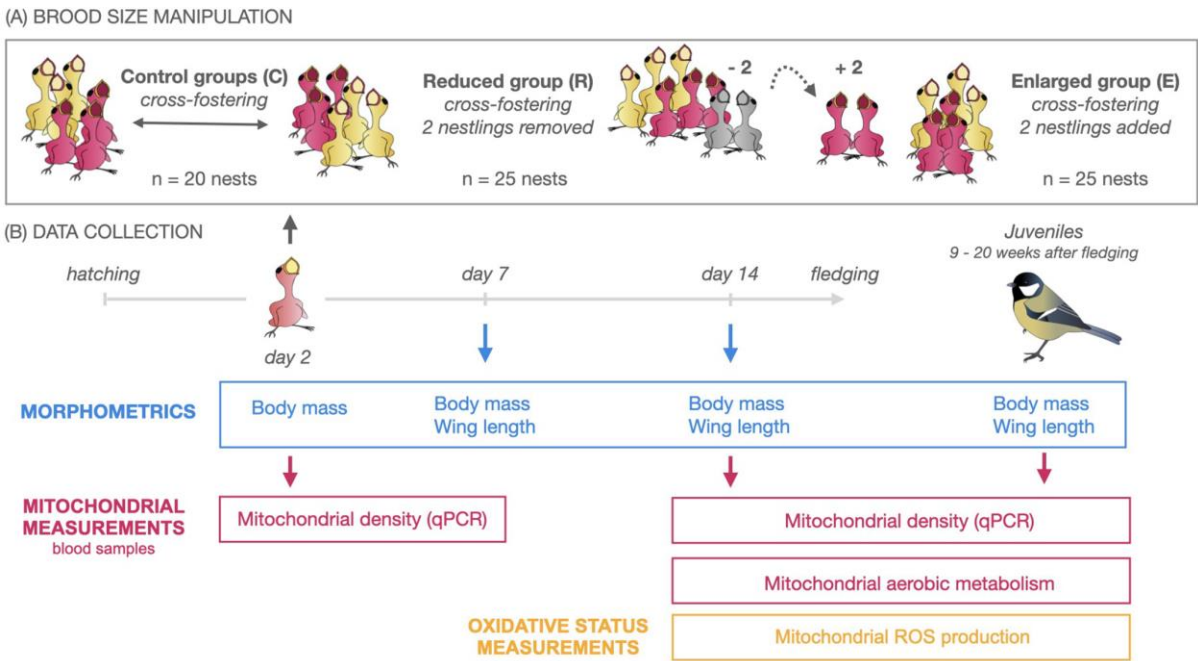 (A) BROOD SIZE MANIPULATION
Control groups (C)
cross-fostering
n = 20 nests
Reduced group (R)
cross-fostering
2 nestlings removed
n = 25 nests
- 2
+ 2
Enlarged group (E)
cross-fostering
2 nestlings added
n = 25 nests
(B) DATA COLLECTION
hatching
day 2
day 7
day 14
fledging
Juveniles
9 - 20 weeks after fledging
MORPHOMETRICS
Body mass
Body mass
Wing length
Body mass
Wing length
Body mass
Wing length
MITOCHONDRIAL
MEASUREMENTS
blood samples
Mitochondrial density (qPCR)
Mitochondrial density (qPCR)
Mitochondrial aerobic metabolism
OXIDATIVE STATUS
MEASUREMENTS
Mitochondrial ROS production